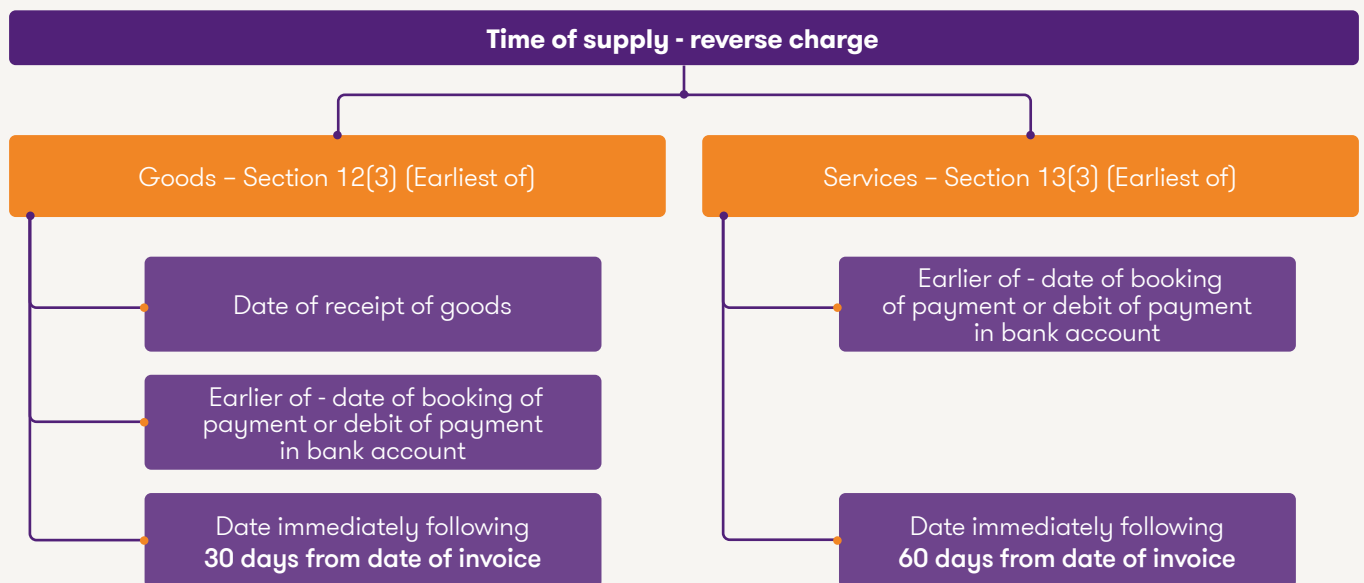 Time of supply - reverse charge
Goods – Section 12(3) (Earliest of)
Date of receipt of goods
Earlier of - date of booking of
payment or debit of payment
in bank account
Date immediately following
30 days from date of invoice
Services – Section 13(3) (Earliest of)
Earlier of - date of booking
of payment or debit of payment
in bank account
Date immediately following
60 days from date of invoice